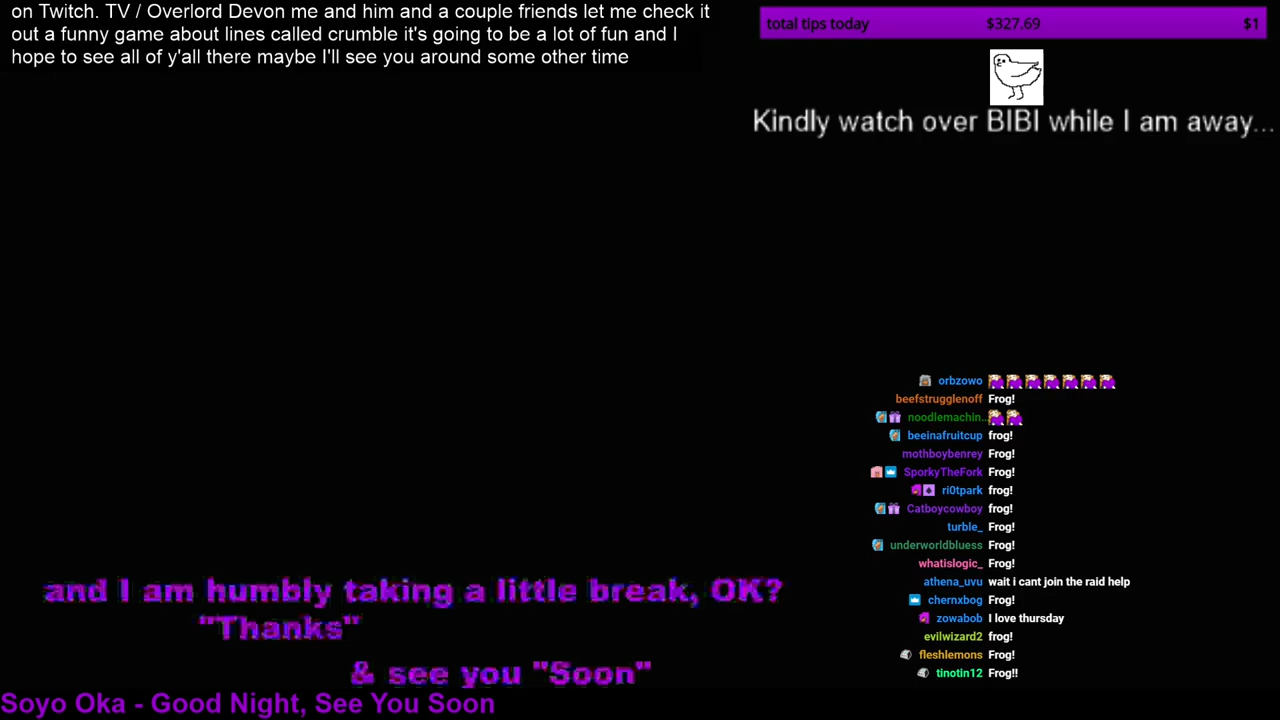 on Twitch. TV / Overlord Devon me and him and a couple friends let me check it
out a funny game about lines called crumble it's going to be a lot of fun and I
hope to see all of y'all there maybe I'll see you around some other time
total tips today $327.69 $1
Kindly watch over BIBI while I am away...
orbzowo
beefstrugglenoff Frog!
noodlemachin...
beeinafruitcup frog!
mothboybenrey Frog!
SporkyTheFork Frog!
ri0tpark frog!
Catboycowboy frog!
turble_ Frog!
underworldbluess Frog!
whatislogic_ Frog!
athena_uvu wait i cant join the raid help
chernxbog Frog!
zowabob I love thursday
evilwizard2 frog!
fleshlemons Frog!
tinotin12 Frog!!
and I am humbly taking a little break, OK?
"Thanks"
& see you "Soon"
Soyo Oka - Good Night, See You Soon